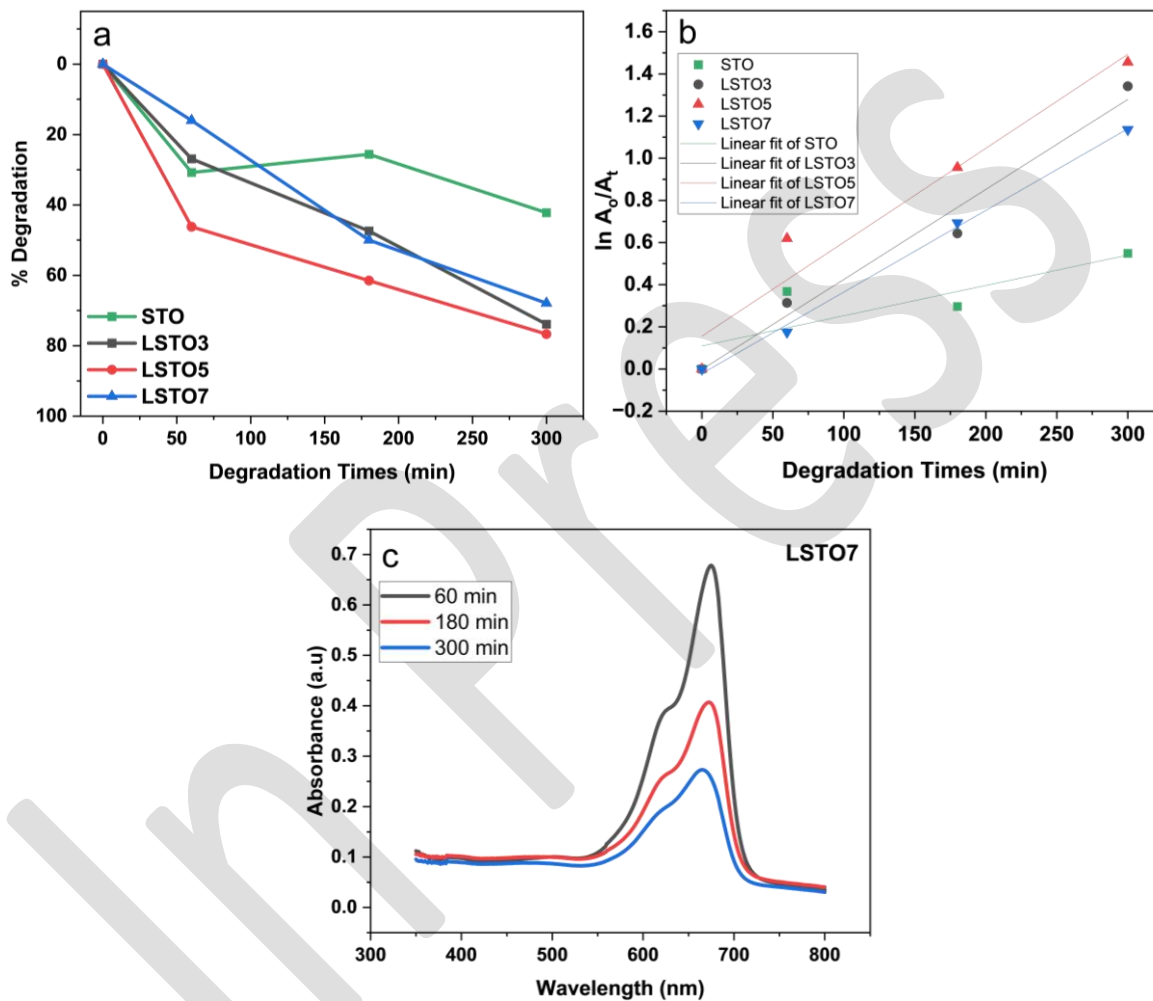 a
0
20
40
60
80
100
% Degradation
STO
LSTO3
LSTO5
LSTO7
0 50 100 150 200 250 300
Degradation Times (min)
b
1.6
1.4
1.2
1.0
0.8
0.6
0.4
0.2
0.0
−0.2
ln A₀/Aₜ
STO
LSTO3
LSTO5
LSTO7
Linear fit of STO
Linear fit of LSTO3
Linear fit of LSTO5
Linear fit of LSTO7
0 50 100 150 200 250 300
Degradation Times (min)
c
LSTO7
0.7
0.6
0.5
0.4
0.3
0.2
0.1
0.0
Absorbance (a.u)
60 min
180 min
300 min
300 400 500 600 700 800
Wavelength (nm)
In Press